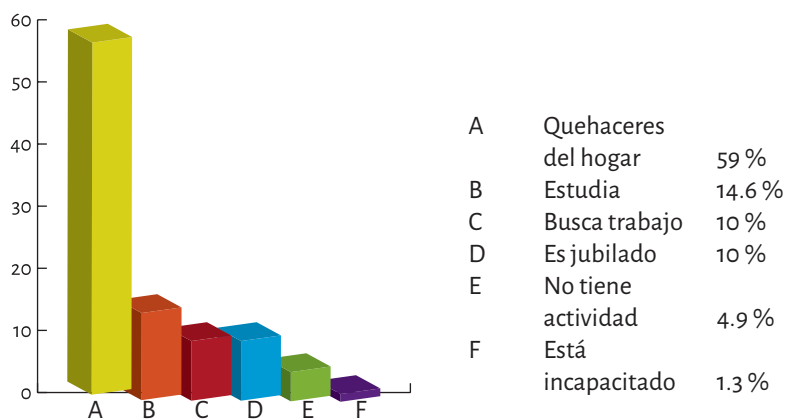 60
50
40
30
20
10
0
A B C D E F
A Quehaceres
del hogar 59 %
B Estudia 14.6 %
C Busca trabajo 10 %
D Es jubilado 10 %
E No tiene
actividad 4.9 %
F Está
incapacitado 1.3 %